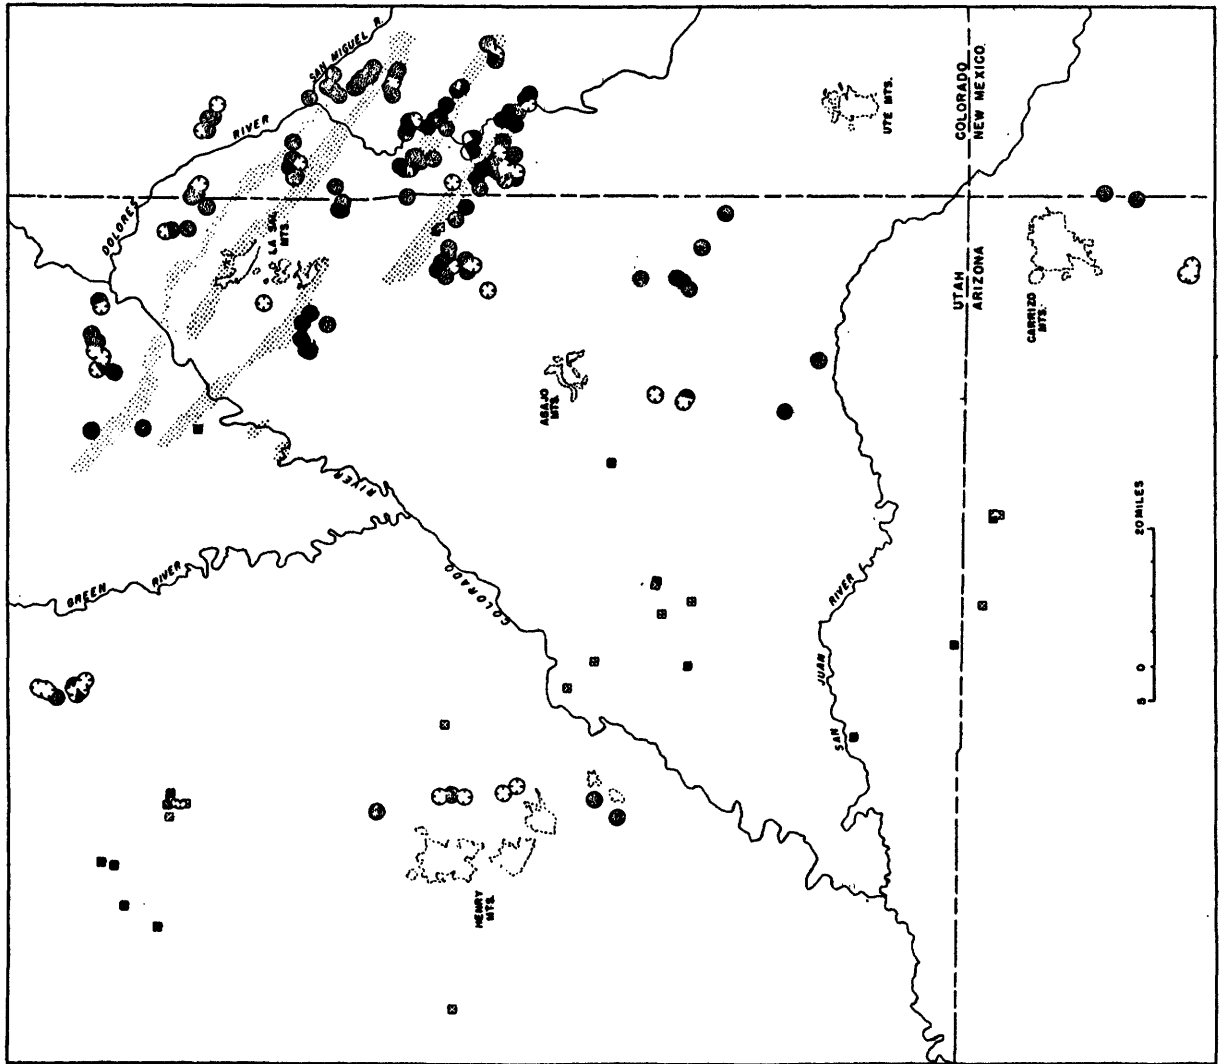 SAN MIGUEL R.
DOLORES
RIVER
LA SAL
MTS.
UTE MTS.
COLORADO
NEW MEXICO
UTAH
ARIZONA
CARRIZO
MTS.
ABAJO
MTS.
GREEN
RIVER
COLORADO
RIVER
SAN
JUAN
RIVER
HENRY
MTS.
5 0 20 MILES